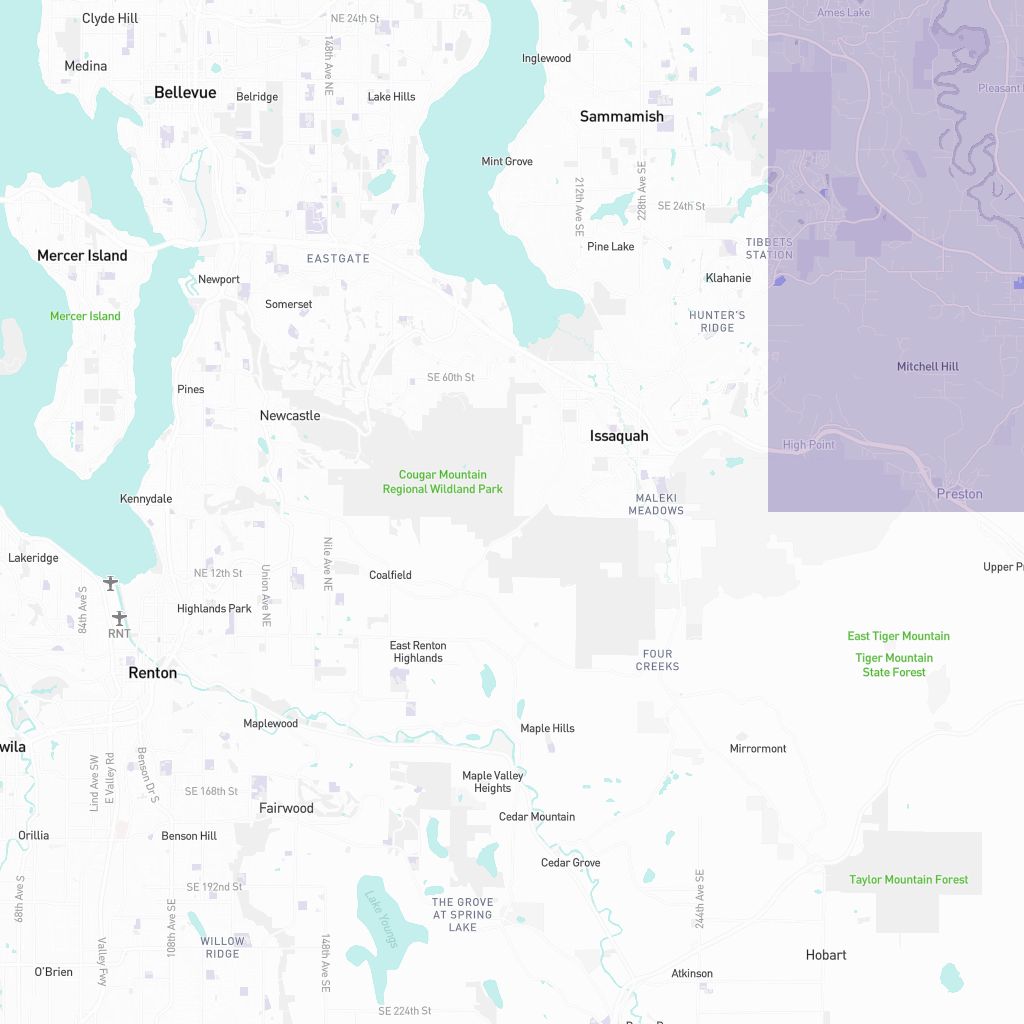 Clyde Hill
NE 24th St
Ames Lake
Medina
148th Ave NE
Inglewood
Bellevue
Belridge
Lake Hills
Sammamish
Mint Grove
212th Ave SE
228th Ave SE
SE 24th St
Mercer Island
EASTGATE
Pine Lake
TIBBETS
STATION
Newport
Klahanie
Somerset
Mercer Island
HUNTER'S
RIDGE
SE 60th St
Mitchell Hill
Pines
Newcastle
Issaquah
High Point
Cougar Mountain
Regional Wildland Park
Kennydale
MALEKI
MEADOWS
Preston
Lakeridge
NE 12th St
Nile Ave NE
Union Ave NE
Coalfield
84th Ave S
Highlands Park
RNT
East Renton
Highlands
FOUR
CREEKS
East Tiger Mountain
Tiger Mountain
State Forest
Renton
Maplewood
Maple Hills
Mirrormont
Lind Ave SW
E Valley Rd
Benson Dr S
SE 168th St
Maple Valley
Heights
Fairwood
Cedar Mountain
Orillia
Benson Hill
Cedar Grove
SE 192nd St
Taylor Mountain Forest
68th Ave S
108th Ave SE
Valley Fwy
148th Ave SE
244th Ave SE
Lake Youngs
THE GROVE
AT SPRING
LAKE
WILLOW
RIDGE
Hobart
O'Brien
Atkinson
SE 224th St